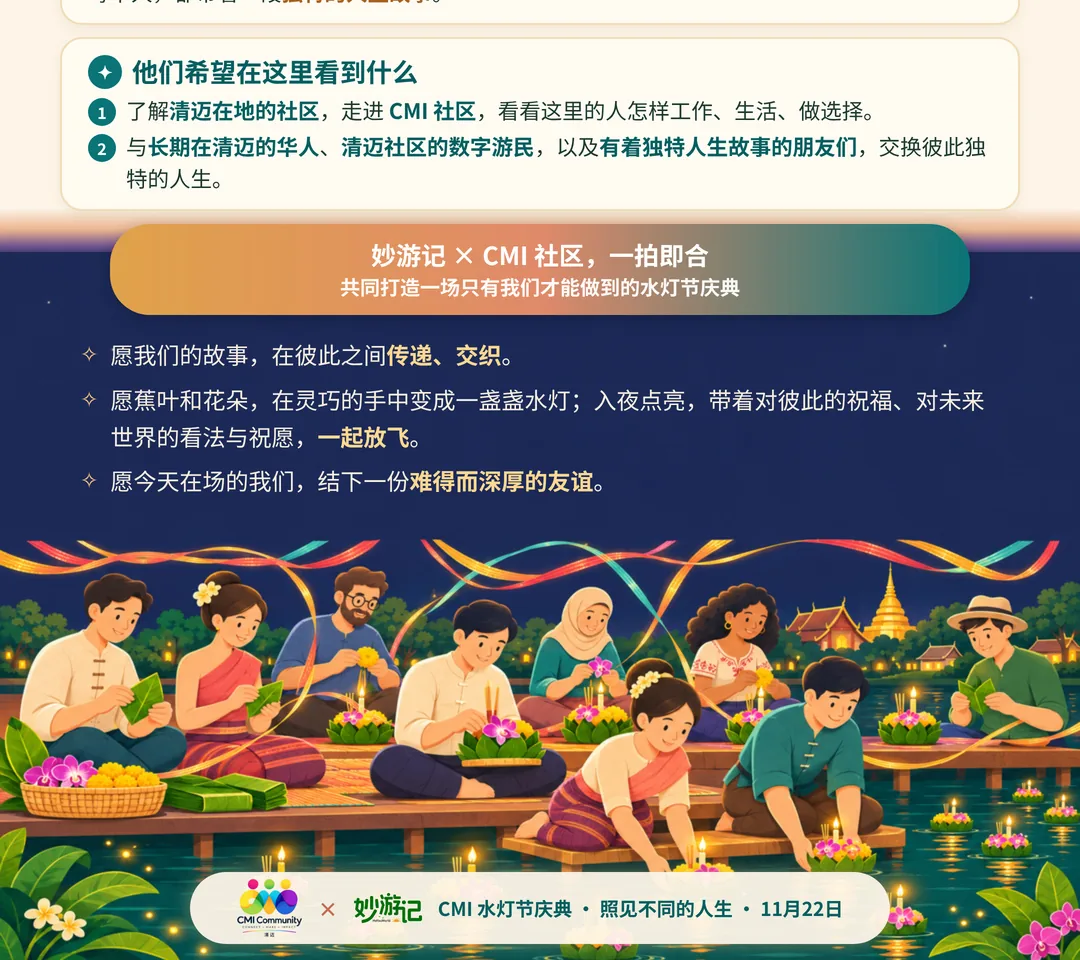 他们希望在这里看到什么
1 了解清迈在地的社区，走进 CMI 社区，看看这里的人怎样工作、生活、做选择。
2 与长期在清迈的华人、清迈社区的数字游民，以及有着独特人生故事的朋友们，交换彼此独
特的人生。
妙游记 × CMI 社区，一拍即合
共同打造一场只有我们才能做到的水灯节庆典
愿我们的故事，在彼此之间传递、交织。
愿蕉叶和花朵，在灵巧的手中变成一盏盏水灯；入夜点亮，带着对彼此的祝福、对未来
世界的看法与祝愿，一起放飞。
愿今天在场的我们，结下一份难得而深厚的友谊。
CMI Community
清迈
×
妙游记
CMI 水灯节庆典 · 照见不同的人生 · 11月22日